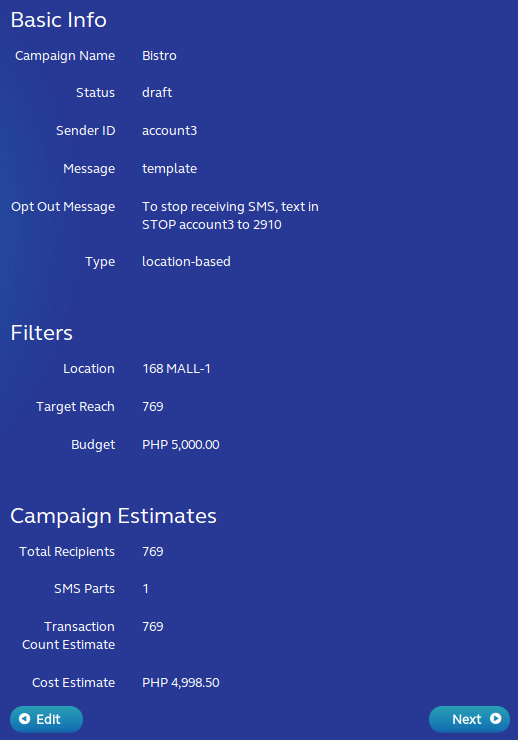 Basic Info
Campaign Name Bistro
Status draft
Sender ID account3
Message template
Opt Out Message To stop receiving SMS, text in
STOP account3 to 2910
Type location-based
Filters
Location 168 MALL-1
Target Reach 769
Budget PHP 5,000.00
Campaign Estimates
Total Recipients 769
SMS Parts 1
Transaction 769
Count Estimate
Cost Estimate PHP 4,998.50
Edit Next